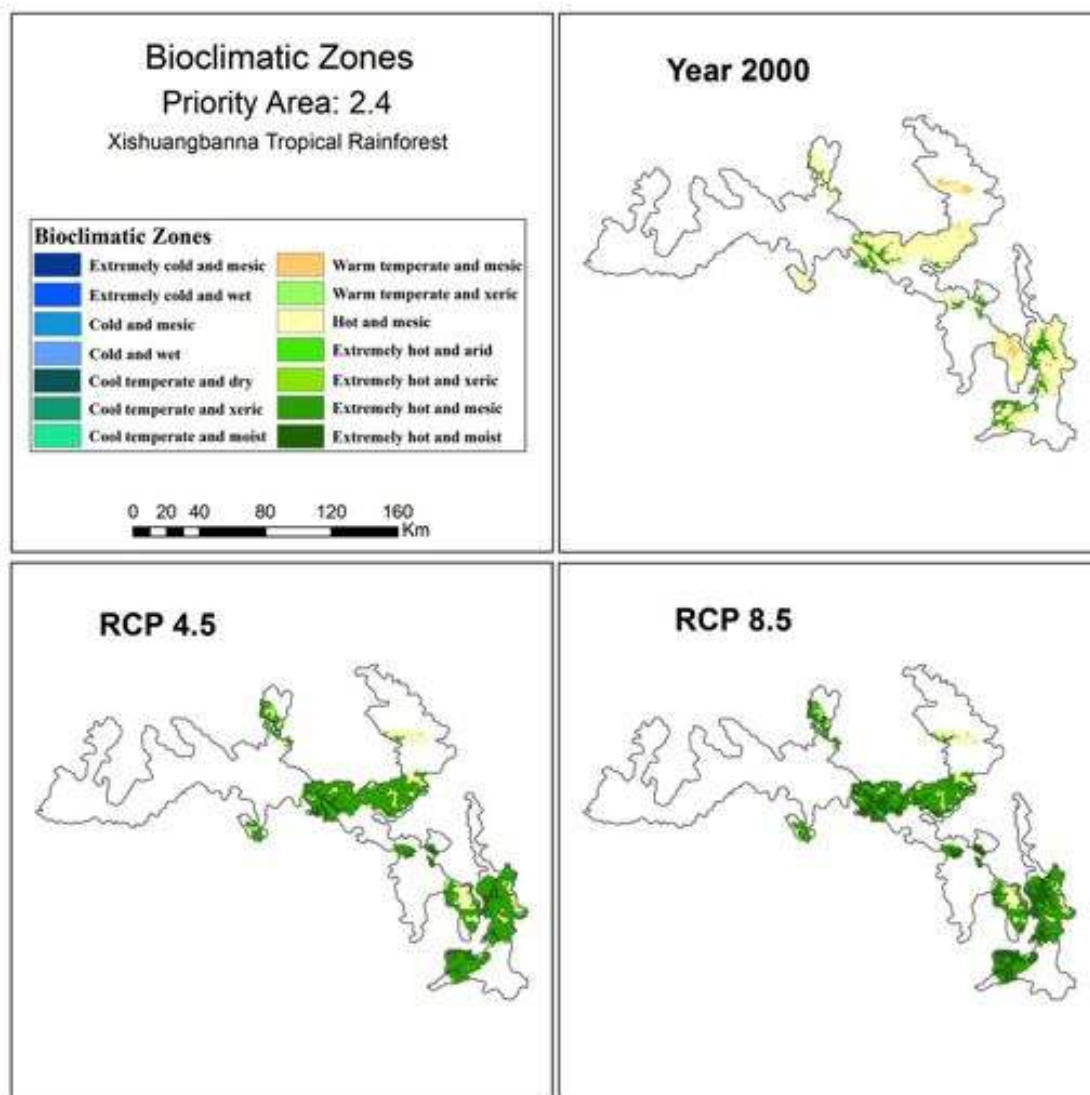 Bioclimatic Zones
Priority Area: 2.4
Xishuangbanna Tropical Rainforest
Bioclimatic Zones
Extremely cold and mesic
Extremely cold and wet
Cold and mesic
Cold and wet
Cool temperate and dry
Cool temperate and xeric
Cool temperate and moist
Warm temperate and mesic
Warm temperate and xeric
Hot and mesic
Extremely hot and arid
Extremely hot and xeric
Extremely hot and mesic
Extremely hot and moist
0 20 40 80 120 160
Km
Year 2000
RCP 4.5
RCP 8.5